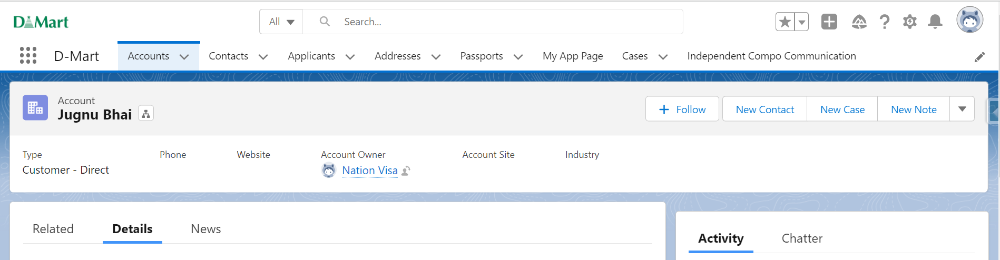 D Mart
All
Search...
D-Mart
Accounts
Contacts
Applicants
Addresses
Passports
My App Page
Cases
Independent Compo Communication
Account
Jugnu Bhai
Follow
New Contact
New Case
New Note
Type
Phone
Website
Account Owner
Account Site
Industry
Customer - Direct
Nation Visa
Related
Details
News
Activity
Chatter